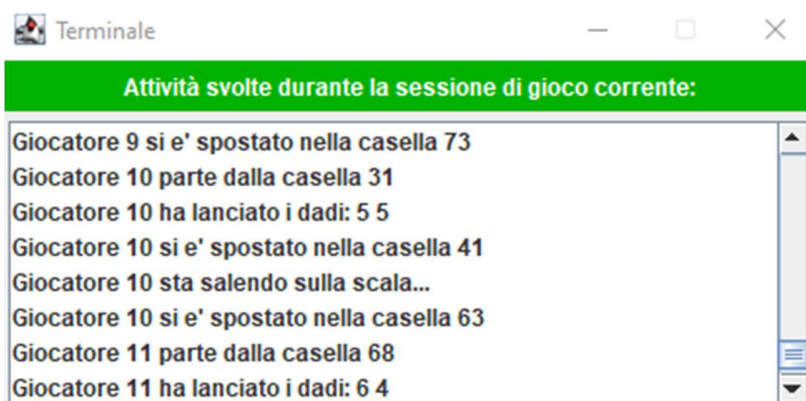 Terminale
Attività svolte durante la sessione di gioco corrente:
Giocatore 9 si e' spostato nella casella 73
Giocatore 10 parte dalla casella 31
Giocatore 10 ha lanciato i dadi: 5 5
Giocatore 10 si e' spostato nella casella 41
Giocatore 10 sta salendo sulla scala...
Giocatore 10 si e' spostato nella casella 63
Giocatore 11 parte dalla casella 68
Giocatore 11 ha lanciato i dadi: 6 4